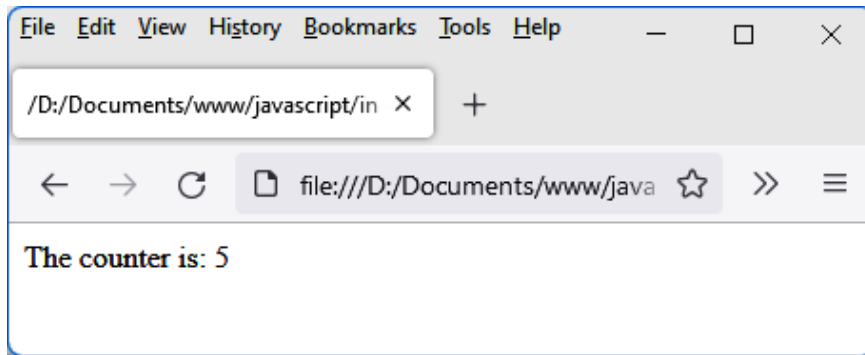 File Edit View History Bookmarks Tools Help
/D:/Documents/www/javascript/in
file:///D:/Documents/www/java
The counter is: 5